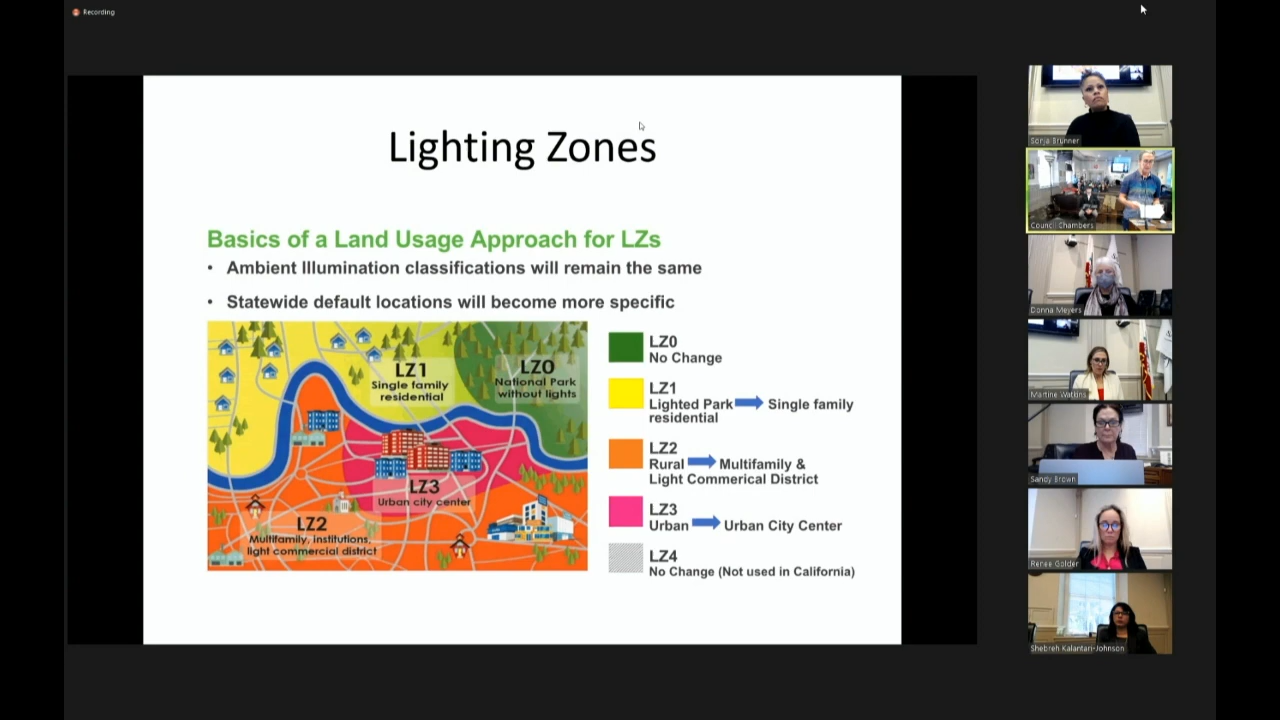 Recording
Lighting Zones
Basics of a Land Usage Approach for LZs
• Ambient Illumination classifications will remain the same
• Statewide default locations will become more specific
LZ1
Single family
residential
LZ0
National Park
without lights
LZ3
Urban city center
LZ2
Multifamily, institutions,
light commercial district
LZ0
No Change
LZ1
Lighted Park Single family
residential
LZ2
Rural Multifamily &
Light Commerical District
LZ3
Urban Urban City Center
LZ4
No Change (Not used in California)
Sonja Brunner
Council Chambers
Donna Meyers
Martine Watkins
Sandy Brown
Renee Golder
Shebreh Kalantari-Johnson